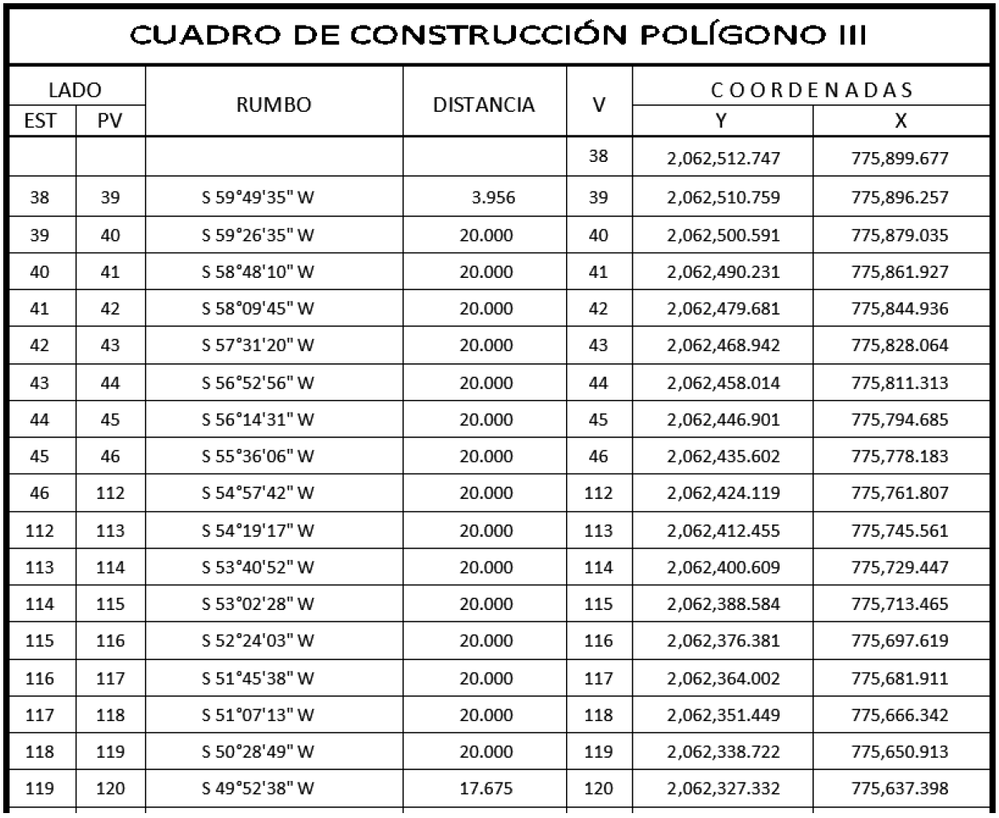 CUADRO DE CONSTRUCCIÓN POLÍGONO III
LADO RUMBO DISTANCIA V COORDENADAS
EST PV Y X
38 2,062,512.747 775,899.677
38 39 S 59°49'35" W 3.956 39 2,062,510.759 775,896.257
39 40 S 59°26'35" W 20.000 40 2,062,500.591 775,879.035
40 41 S 58°48'10" W 20.000 41 2,062,490.231 775,861.927
41 42 S 58°09'45" W 20.000 42 2,062,479.681 775,844.936
42 43 S 57°31'20" W 20.000 43 2,062,468.942 775,828.064
43 44 S 56°52'56" W 20.000 44 2,062,458.014 775,811.313
44 45 S 56°14'31" W 20.000 45 2,062,446.901 775,794.685
45 46 S 55°36'06" W 20.000 46 2,062,435.602 775,778.183
46 112 S 54°57'42" W 20.000 112 2,062,424.119 775,761.807
112 113 S 54°19'17" W 20.000 113 2,062,412.455 775,745.561
113 114 S 53°40'52" W 20.000 114 2,062,400.609 775,729.447
114 115 S 53°02'28" W 20.000 115 2,062,388.584 775,713.465
115 116 S 52°24'03" W 20.000 116 2,062,376.381 775,697.619
116 117 S 51°45'38" W 20.000 117 2,062,364.002 775,681.911
117 118 S 51°07'13" W 20.000 118 2,062,351.449 775,666.342
118 119 S 50°28'49" W 20.000 119 2,062,338.722 775,650.913
119 120 S 49°52'38" W 17.675 120 2,062,327.332 775,637.398